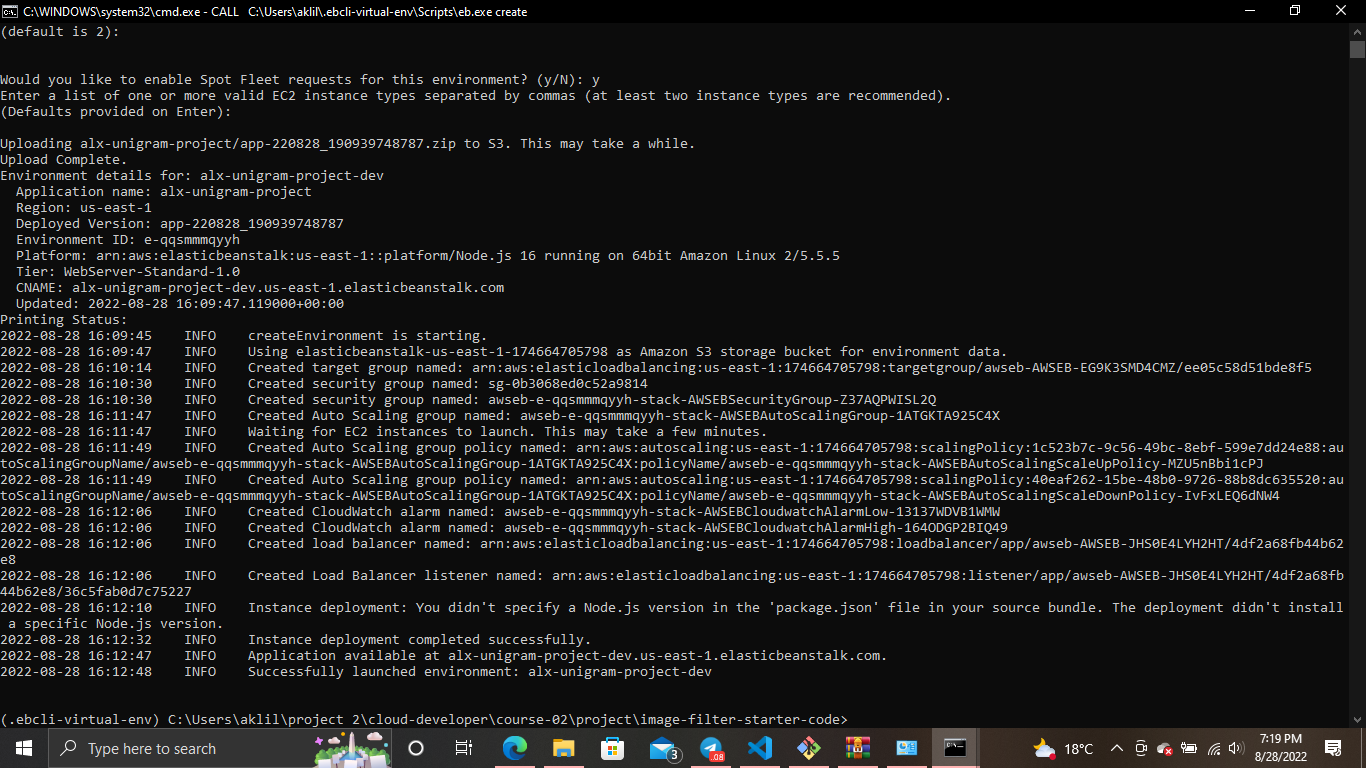 C:\WINDOWS\system32\cmd.exe - CALL C:\Users\aklil\.ebcli-virtual-env\Scripts\eb.exe create
(default is 2):
Would you like to enable Spot Fleet requests for this environment? (y/N): y
Enter a list of one or more valid EC2 instance types separated by commas (at least two instance types are recommended).
(Defaults provided on Enter):
Uploading alx-unigram-project/app-220828_190939748787.zip to S3. This may take a while.
Upload Complete.
Environment details for: alx-unigram-project-dev
  Application name: alx-unigram-project
  Region: us-east-1
  Deployed Version: app-220828_190939748787
  Environment ID: e-qqsmmmqyyh
  Platform: arn:aws:elasticbeanstalk:us-east-1::platform/Node.js 16 running on 64bit Amazon Linux 2/5.5.5
  Tier: WebServer-Standard-1.0
  CNAME: alx-unigram-project-dev.us-east-1.elasticbeanstalk.com
  Updated: 2022-08-28 16:09:47.119000+00:00
Printing Status:
2022-08-28 16:09:45    INFO    createEnvironment is starting.
2022-08-28 16:09:47    INFO    Using elasticbeanstalk-us-east-1-174664705798 as Amazon S3 storage bucket for environment data.
2022-08-28 16:10:14    INFO    Created target group named: arn:aws:elasticloadbalancing:us-east-1:174664705798:targetgroup/awseb-AWSEB-EG9K3SMD4CMZ/ee05c58d51bde8f5
2022-08-28 16:10:30    INFO    Created security group named: sg-0b3068ed0c52a9814
2022-08-28 16:10:30    INFO    Created security group named: awseb-e-qqsmmmqyyh-stack-AWSEBSecurityGroup-Z37AQPWISL2Q
2022-08-28 16:11:47    INFO    Created Auto Scaling group named: awseb-e-qqsmmmqyyh-stack-AWSEBAutoScalingGroup-1ATGKTA925C4X
2022-08-28 16:11:47    INFO    Waiting for EC2 instances to launch. This may take a few minutes.
2022-08-28 16:11:49    INFO    Created Auto Scaling group policy named: arn:aws:autoscaling:us-east-1:174664705798:scalingPolicy:1c523b7c-9c56-49bc-8ebf-599e7dd24e88:au
toScalingGroupName/awseb-e-qqsmmmqyyh-stack-AWSEBAutoScalingGroup-1ATGKTA925C4X:policyName/awseb-e-qqsmmmqyyh-stack-AWSEBAutoScalingScaleUpPolicy-MZU5nBbi1cPJ
2022-08-28 16:11:49    INFO    Created Auto Scaling group policy named: arn:aws:autoscaling:us-east-1:174664705798:scalingPolicy:40eaf262-15be-48b0-9726-88b8dc635520:au
toScalingGroupName/awseb-e-qqsmmmqyyh-stack-AWSEBAutoScalingGroup-1ATGKTA925C4X:policyName/awseb-e-qqsmmmqyyh-stack-AWSEBAutoScalingScaleDownPolicy-IvFxLEQ6dNW4
2022-08-28 16:12:06    INFO    Created CloudWatch alarm named: awseb-e-qqsmmmqyyh-stack-AWSEBCloudwatchAlarmLow-13137WDVB1WMW
2022-08-28 16:12:06    INFO    Created CloudWatch alarm named: awseb-e-qqsmmmqyyh-stack-AWSEBCloudwatchAlarmHigh-164ODGP2BIQ49
2022-08-28 16:12:06    INFO    Created load balancer named: arn:aws:elasticloadbalancing:us-east-1:174664705798:loadbalancer/app/awseb-AWSEB-JHS0E4LYH2HT/4df2a68fb44b62
e8
2022-08-28 16:12:06    INFO    Created Load Balancer listener named: arn:aws:elasticloadbalancing:us-east-1:174664705798:listener/app/awseb-AWSEB-JHS0E4LYH2HT/4df2a68fb
44b62e8/36c5fab0d7c75227
2022-08-28 16:12:10    INFO    Instance deployment: You didn't specify a Node.js version in the 'package.json' file in your source bundle. The deployment didn't install
 a specific Node.js version.
2022-08-28 16:12:32    INFO    Instance deployment completed successfully.
2022-08-28 16:12:47    INFO    Application available at alx-unigram-project-dev.us-east-1.elasticbeanstalk.com.
2022-08-28 16:12:48    INFO    Successfully launched environment: alx-unigram-project-dev
(.ebcli-virtual-env) C:\Users\aklil\project 2\cloud-developer\course-02\project\image-filter-starter-code>
Type here to search
3
.08
18°C
7:19 PM
8/28/2022